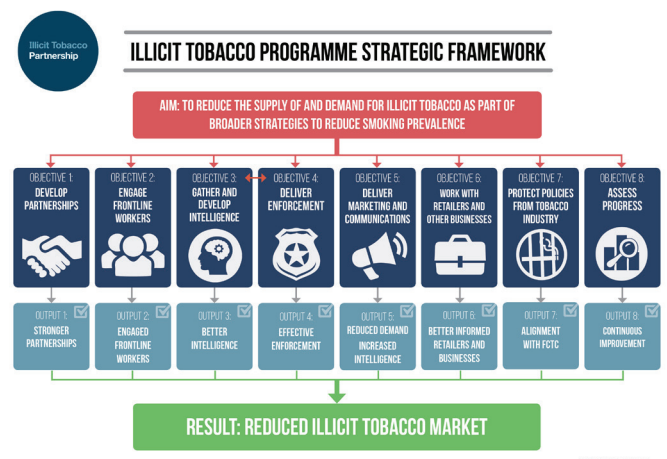 Illicit Tobacco
Partnership
ILLICIT TOBACCO PROGRAMME STRATEGIC FRAMEWORK
AIM: TO REDUCE THE SUPPLY OF AND DEMAND FOR ILLICIT TOBACCO AS PART OF
BROADER STRATEGIES TO REDUCE SMOKING PREVALENCE
OBJECTIVE 1:
DEVELOP
PARTNERSHIPS
OBJECTIVE 2:
ENGAGE
FRONTLINE
WORKERS
OBJECTIVE 3:
GATHER AND
DEVELOP
INTELLIGENCE
OBJECTIVE 4:
DELIVER
ENFORCEMENT
OBJECTIVE 5:
DELIVER
MARKETING AND
COMMUNICATIONS
OBJECTIVE 6:
WORK WITH
RETAILERS AND
OTHER BUSINESSES
OBJECTIVE 7:
PROTECT POLICIES
FROM TOBACCO
INDUSTRY
OBJECTIVE 8:
ASSESS
PROGRESS
OUTPUT 1:
STRONGER
PARTNERSHIPS
OUTPUT 2:
ENGAGED
FRONTLINE
WORKERS
OUTPUT 3:
BETTER
INTELLIGENCE
OUTPUT 4:
EFFECTIVE
ENFORCEMENT
OUTPUT 5:
REDUCED DEMAND
INCREASED
INTELLIGENCE
OUTPUT 6:
BETTER INFORMED
RETAILERS AND
BUSINESSES
OUTPUT 7:
ALIGNMENT
WITH FCTC
OUTPUT 8:
CONTINUOUS
IMPROVEMENT
RESULT: REDUCED ILLICIT TOBACCO MARKET